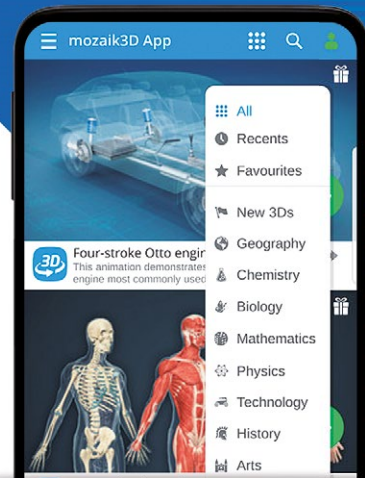 mozaik3D App
All
Recents
Favourites
New 3Ds
Geography
Chemistry
Biology
Mathematics
Physics
Technology
History
Arts
3D
Four-stroke Otto engin
This animation demonstrates
engine most commonly used